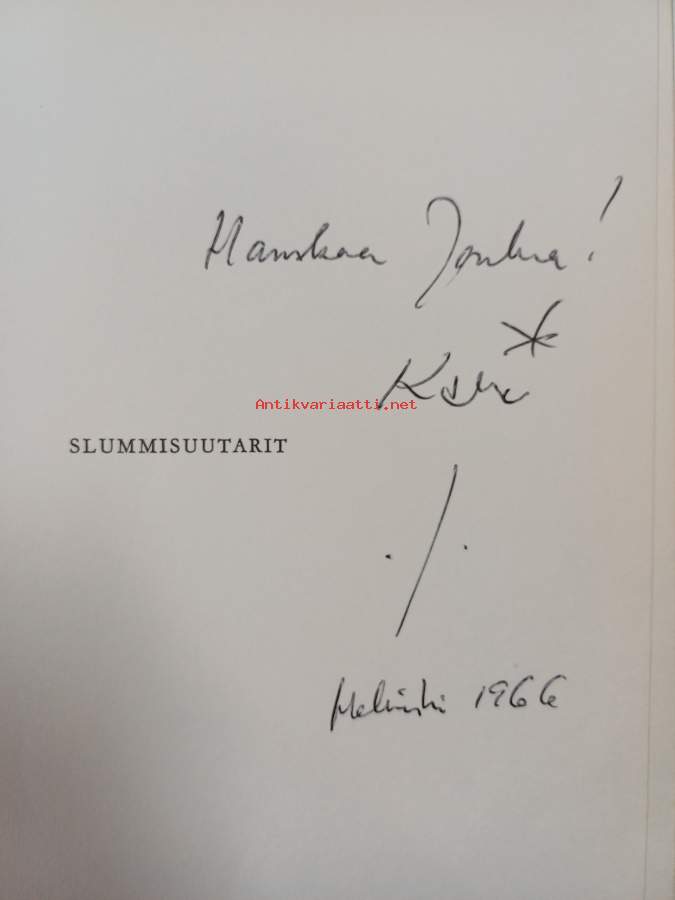 Hauskaa Joulua!
Antikvariaatti.net
SLUMMISUUTARIT
Helsinki 1966